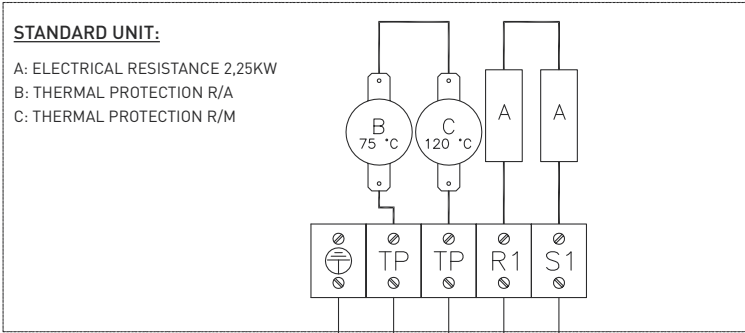 STANDARD UNIT:
A: ELECTRICAL RESISTANCE 2,25KW
B: THERMAL PROTECTION R/A
C: THERMAL PROTECTION R/M
B
75 °C
C
120 °C
A
A
TP
TP
R1
S1